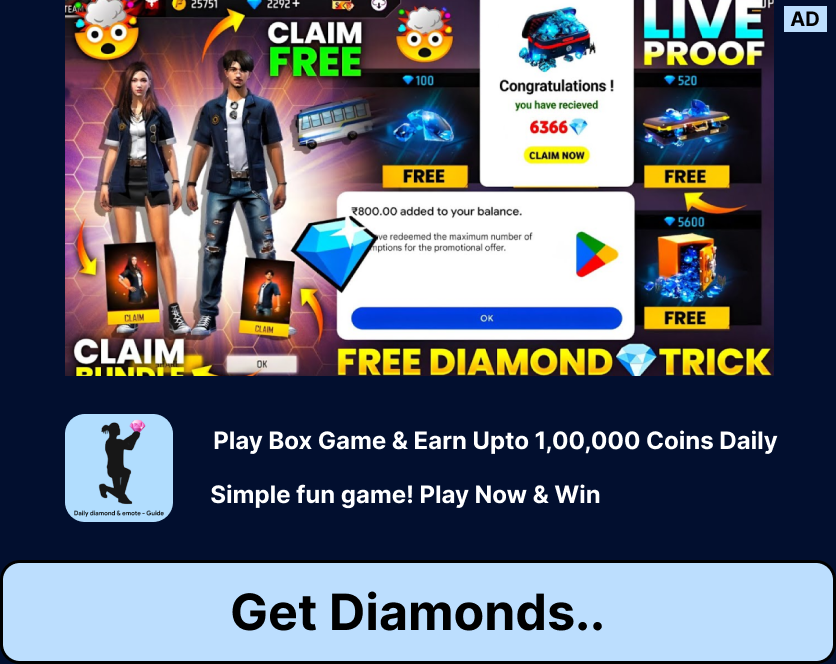 25751
2292+
AD
CLAIM
FREE
LIVE
PROOF
100
Congratulations !
you have recieved
6366
CLAIM NOW
520
FREE
FREE
₹800.00 added to your balance.
have redeemed the maximum number of
for the promotional offer.
OK
5600
FREE
CLAIM
CLAIM
OK
CLAIM
BUNDLE
FREE DIAMOND TRICK
Play Box Game & Earn Upto 1,00,000 Coins Daily
Simple fun game! Play Now & Win
Daily diamond & emote - Guide
Get Diamonds..